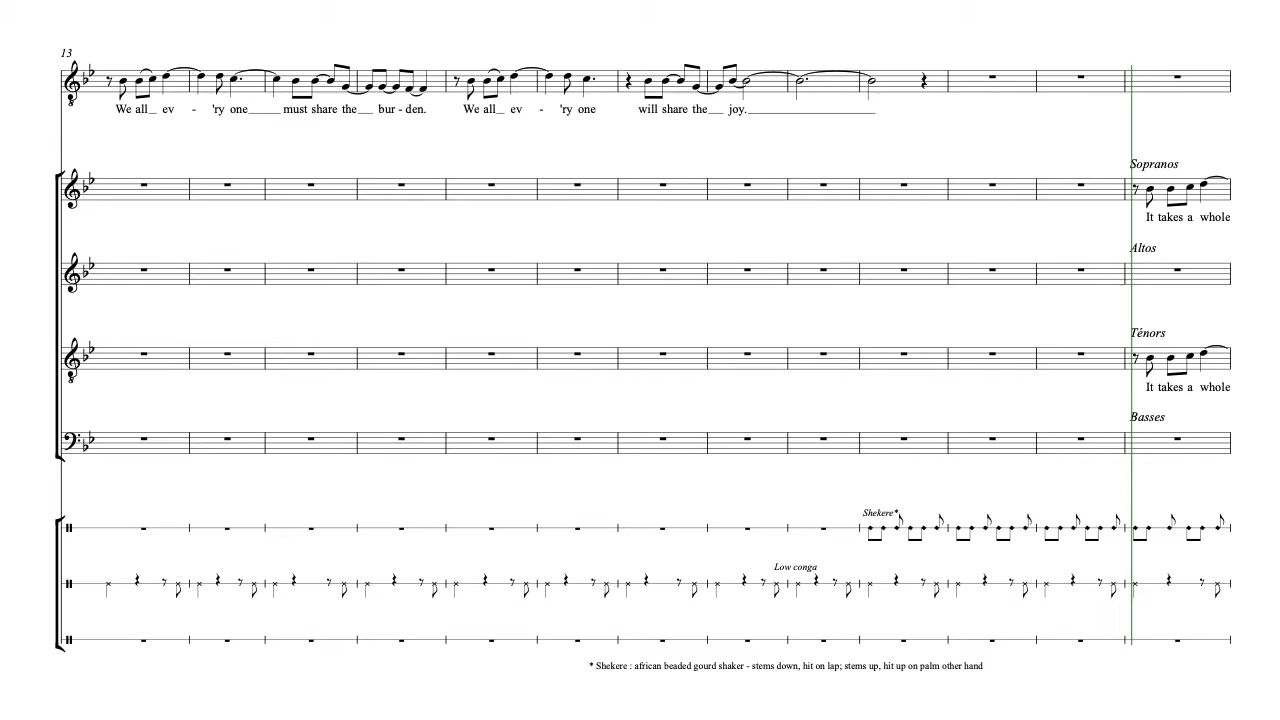 13
We all_ ev - 'ry one_____ must share the__ bur - den. We all_ ev - 'ry one will share the__ joy.____________________
Sopranos
It takes a whole
Altos
Ténors
It takes a whole
Basses
Shekere*
Low conga
* Shekere : african beaded gourd shaker - stems down, hit on lap; stems up, hit up on palm other hand